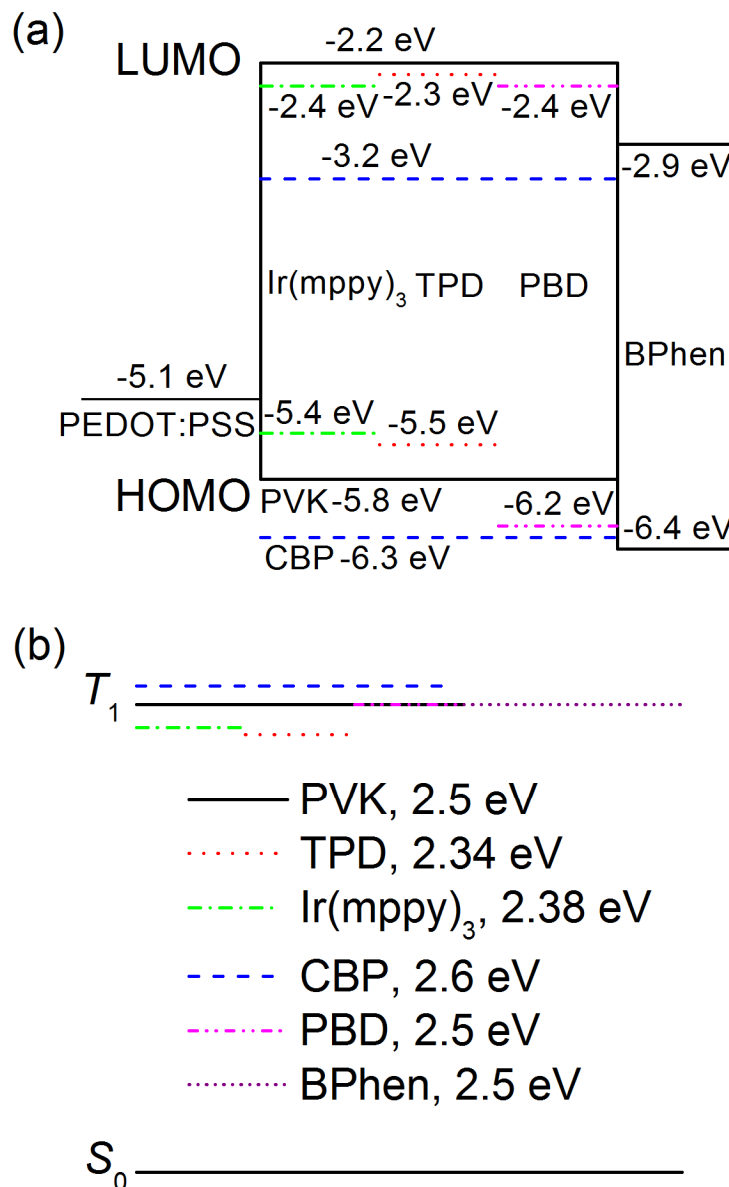 (a)
-2.2 eV
LUMO
-2.4 eV -2.3 eV -2.4 eV
-3.2 eV -2.9 eV
Ir(mppy)₃ TPD PBD
BPhen
-5.1 eV
PEDOT:PSS -5.4 eV -5.5 eV
HOMO PVK -5.8 eV -6.2 eV -6.4 eV
CBP -6.3 eV
(b)
T₁
PVK, 2.5 eV
TPD, 2.34 eV
Ir(mppy)₃, 2.38 eV
CBP, 2.6 eV
PBD, 2.5 eV
BPhen, 2.5 eV
S₀